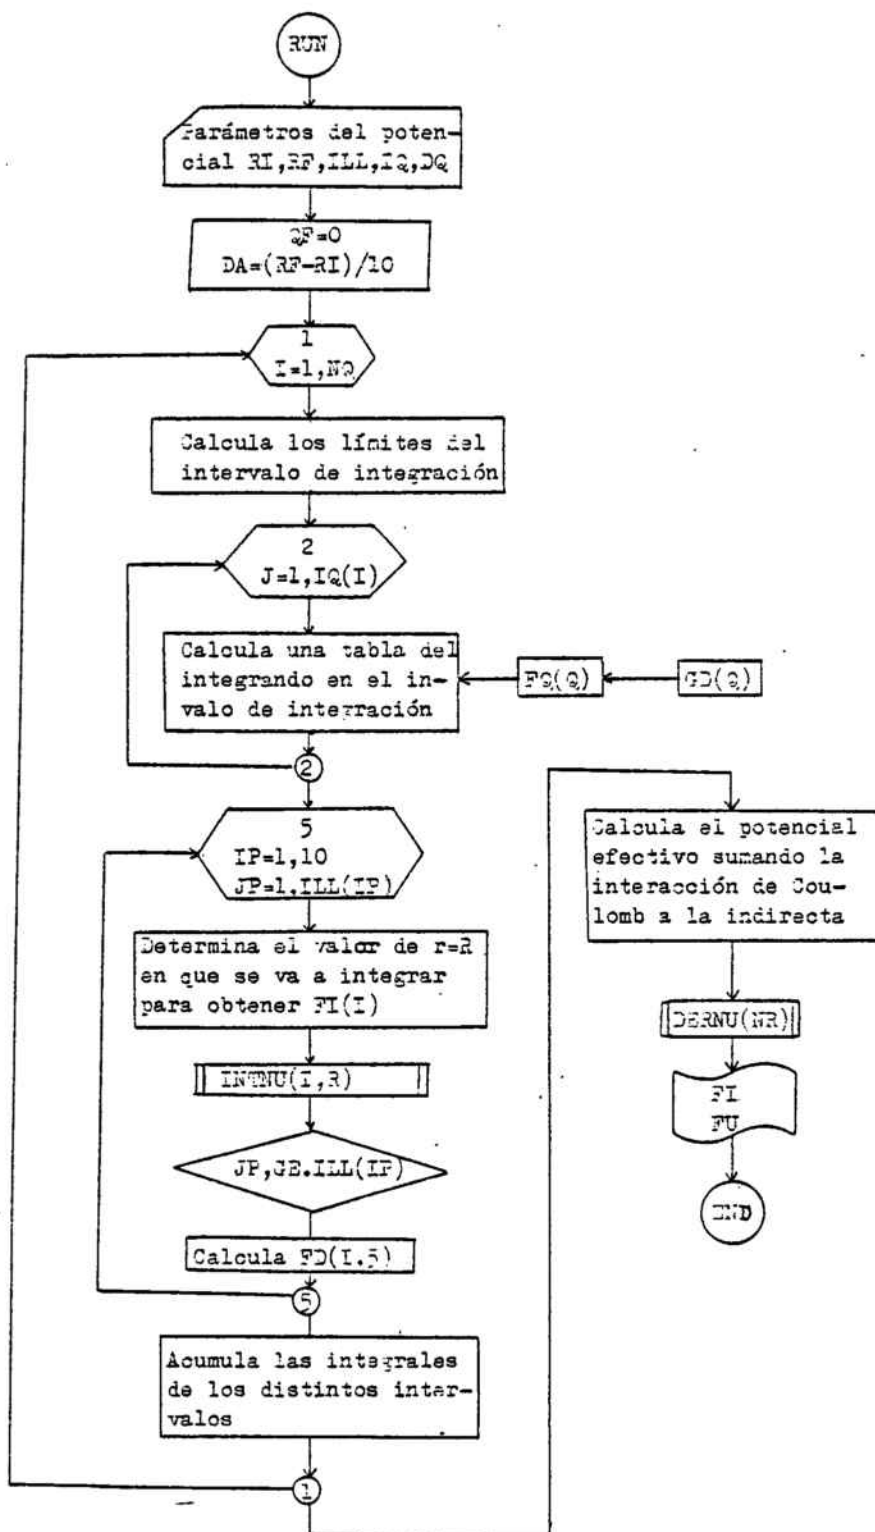 RUN
Parámetros del poten-
cial RI,RF,ILL,IQ,DQ
QF=0
DA=(RF-RI)/10
1
I=1,NQ
Calcula los límites del
intervalo de integración
2
J=1,IQ(I)
Calcula una tabla del
integrando en el in-
valo de integración
FQ(Q)
GD(Q)
2
5
IP=1,10
JP=1,ILL(IP)
Determina el valor de r=R
en que se va a integrar
para obtener FI(I)
INTNU(I,R)
JP,GE.ILL(IP)
Calcula FD(I.5)
5
Acumula las integrales
de los distintos inter-
valos
1
Calcula el potencial
efectivo sumando la
interacción de Cou-
lomb a la indirecta
DERNU(NR)
FI
FU
END